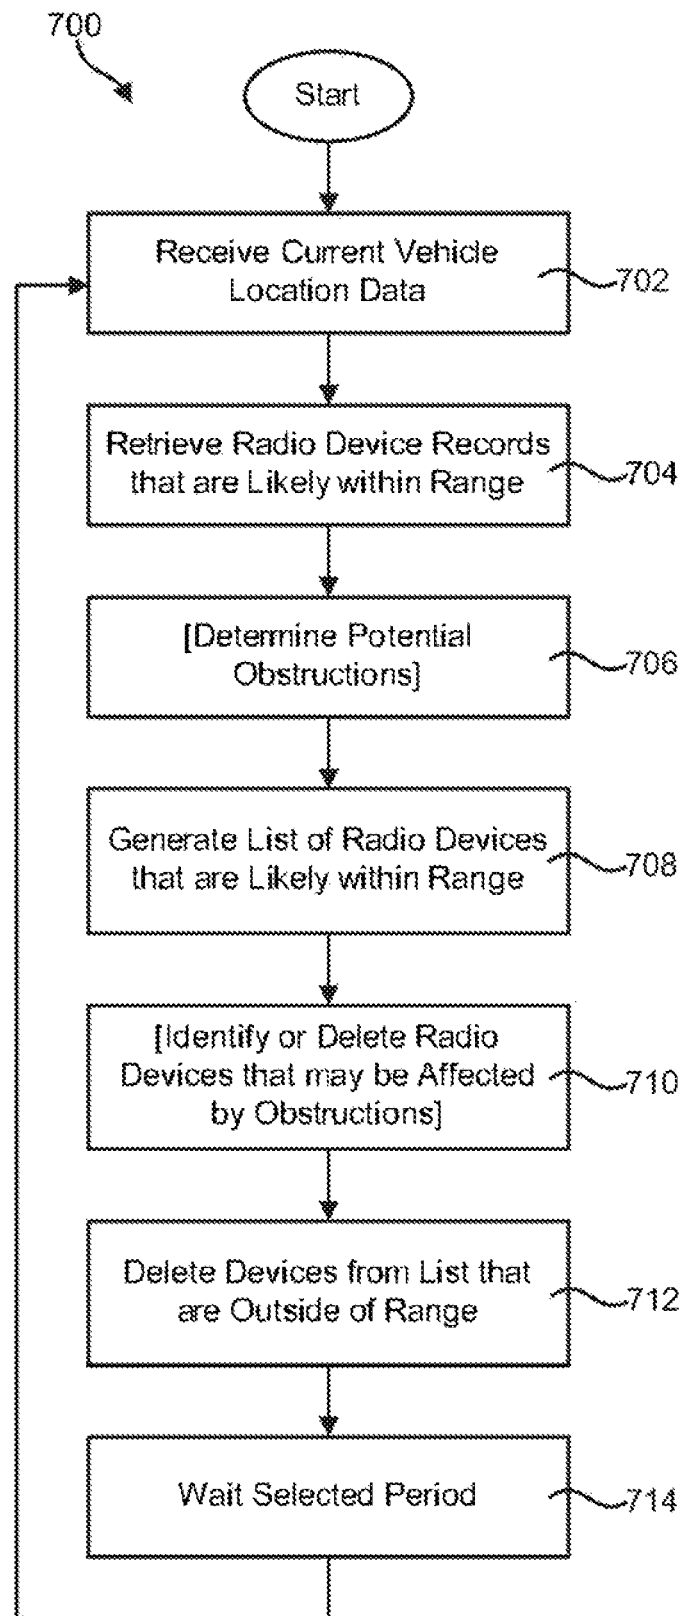 700
Start
Receive Current Vehicle
Location Data
702
Retrieve Radio Device Records
that are Likely within Range
704
[Determine Potential
Obstructions]
706
Generate List of Radio Devices
that are Likely within Range
708
[Identify or Delete Radio
Devices that may be Affected
by Obstructions]
710
Delete Devices from List that
are Outside of Range
712
Wait Selected Period
714